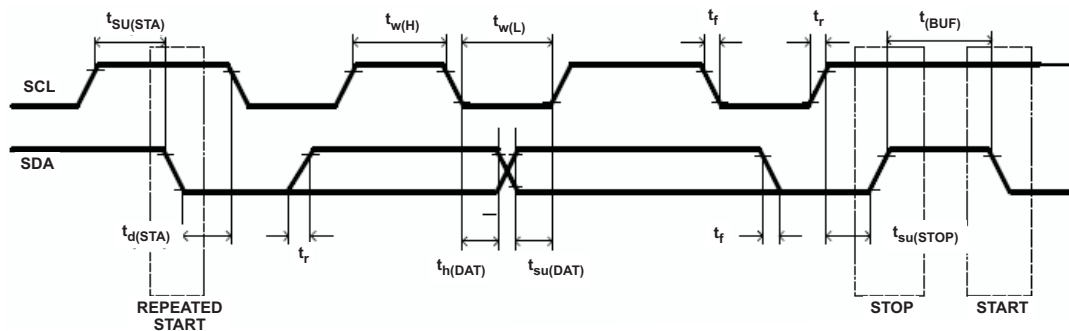 tSU(STA)
tw(H)
tw(L)
tf
tr
t(BUF)
SCL
SDA
td(STA)
tr
th(DAT)
tsu(DAT)
tf
tsu(STOP)
REPEATED
START
STOP
START